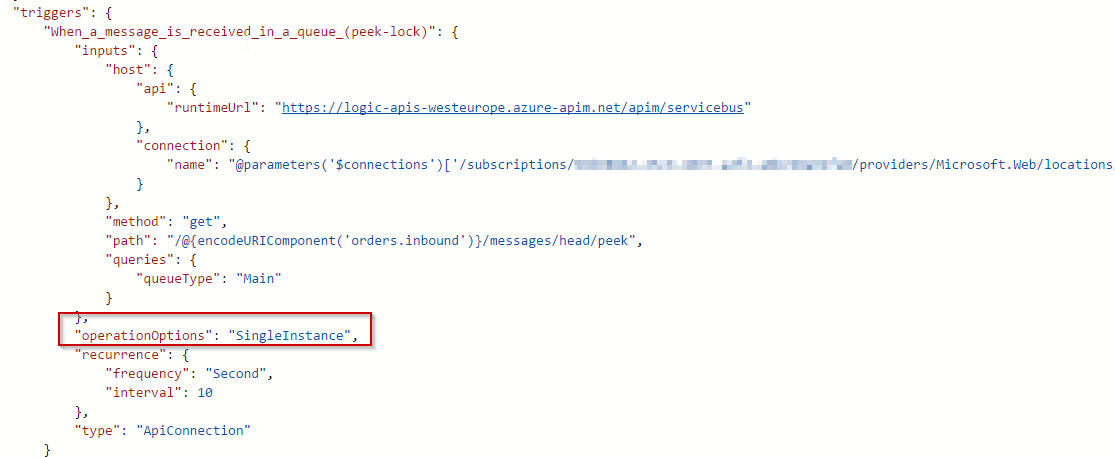 "triggers": {
"When_a_message_is_received_in_a_queue_(peek-lock)": {
"inputs": {
"host": {
"api": {
"runtimeUrl": "https://logic-apis-westeurope.azure-apim.net/apim/servicebus"
},
"connection": {
"name": "@parameters('$connections')['/subscriptions/ /providers/Microsoft.Web/locations/
}
},
"method": "get",
"path": "/@{encodeURIComponent('orders.inbound')}/messages/head/peek",
"queries": {
"queueType": "Main"
}
},
"operationOptions": "SingleInstance",
"recurrence": {
"frequency": "Second",
"interval": 10
},
"type": "ApiConnection"
}